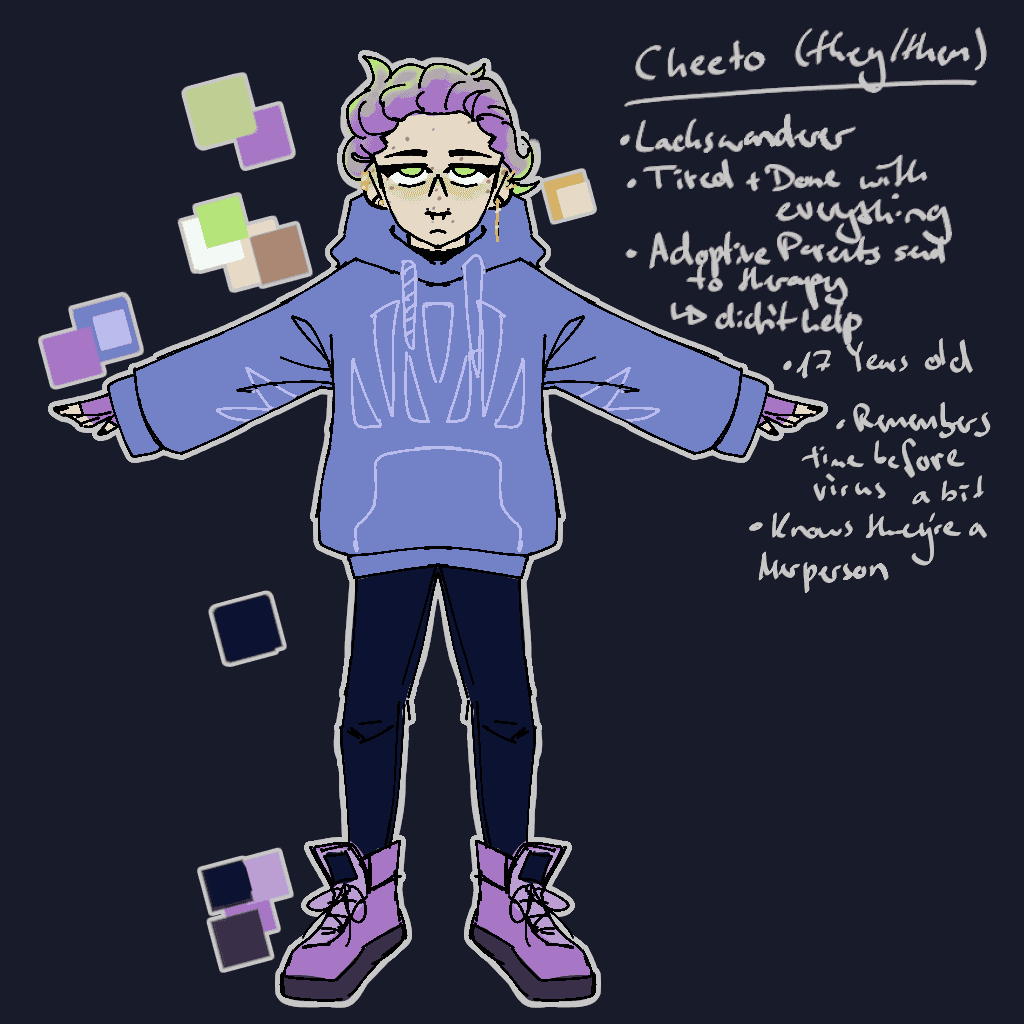 Cheeto (they/them)
• Lachswanderer
• Tired + Done with
everything
• Adoptive Parents send
to therapy
↳ didn't help
• 17 Years old
• Remembers
time before
virus a bit
• Knows they're a
Merperson